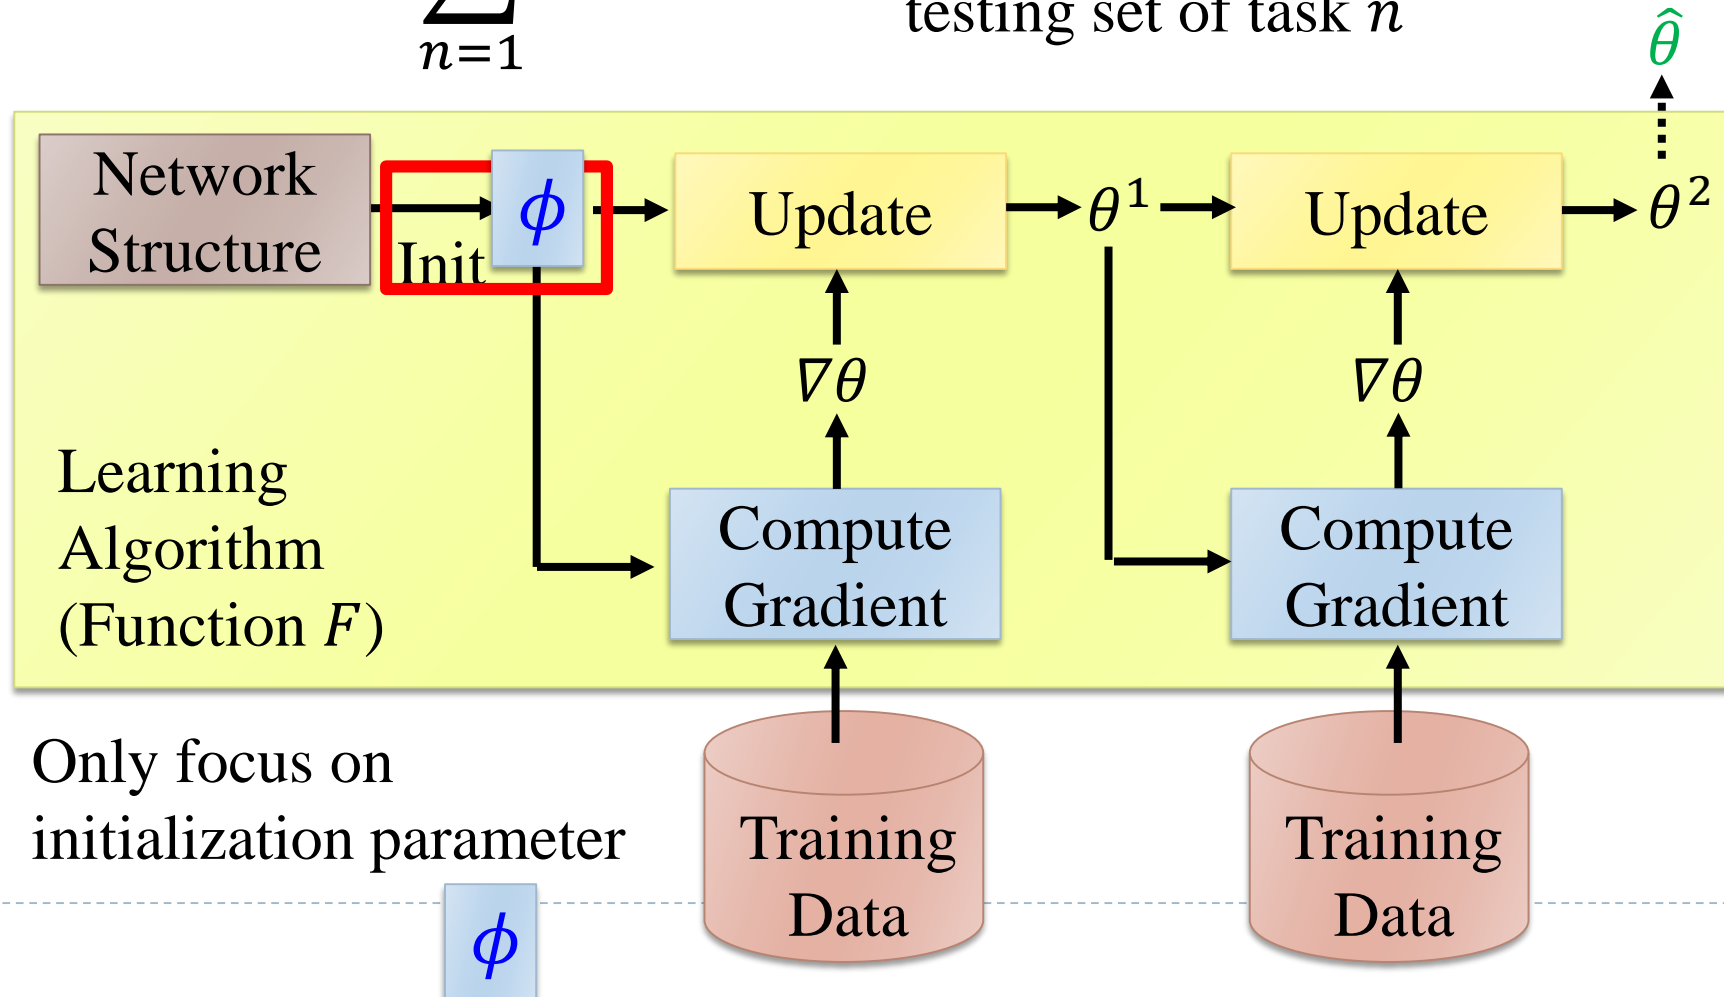 ∑
n=1
testing set of task n
θ̂
Network
Structure
Init
ϕ
Update
θ¹
Update
θ²
∇θ
∇θ
Learning
Algorithm
(Function F)
Compute
Gradient
Compute
Gradient
Only focus on
initialization parameter
ϕ
Training
Data
Training
Data